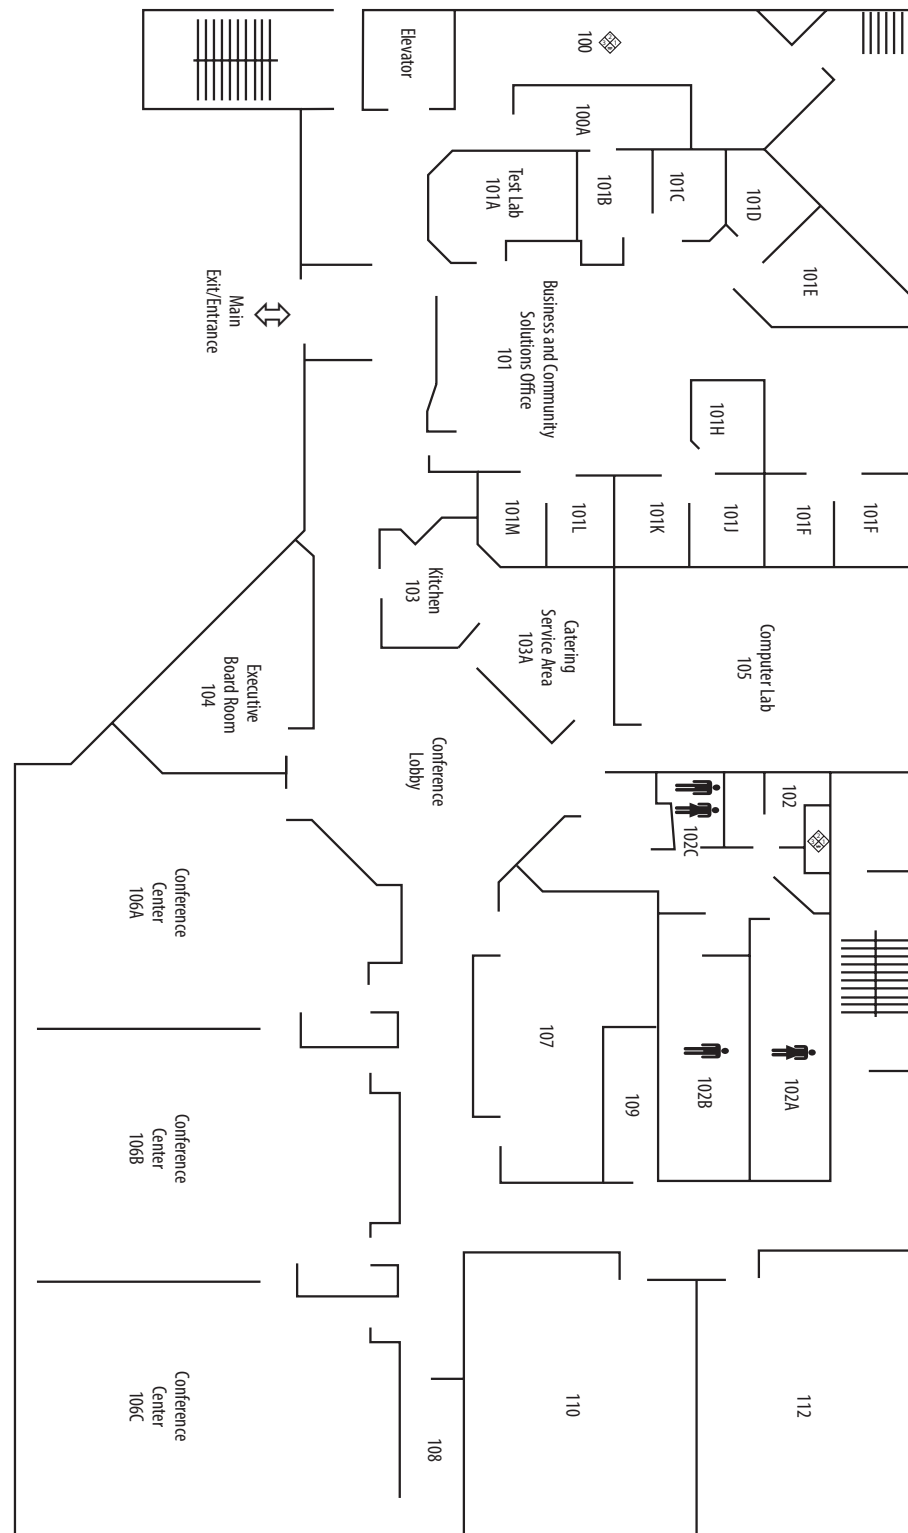 Elevator
100
100A
Test Lab
101A
101B
101C
101D
101E
Main
Exit/Entrance
Business and Community
Solutions Office
101
101H
101M
101L
101K
101J
101F
101F
Kitchen
103
Catering
Service Area
103A
Computer Lab
105
Executive
Board Room
104
Conference
Lobby
102
102C
Conference
Center
106A
107
109
102B
102A
Conference
Center
106B
Conference
Center
106C
108
110
112